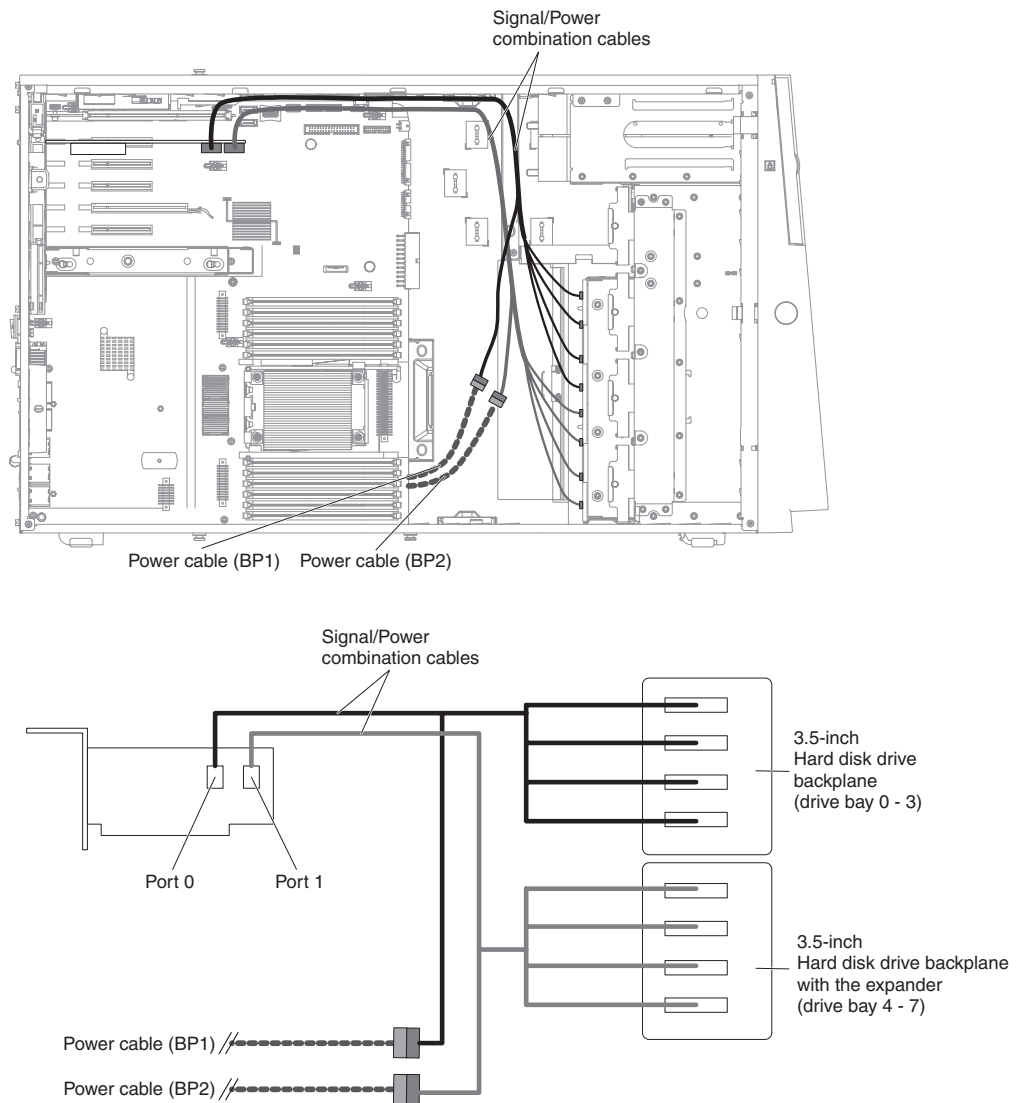 Signal/Power
combination cables
Power cable (BP1)
Power cable (BP2)
Signal/Power
combination cables
3.5-inch
Hard disk drive
backplane
(drive bay 0 - 3)
Port 0
Port 1
3.5-inch
Hard disk drive backplane
with the expander
(drive bay 4 - 7)
Power cable (BP1)
Power cable (BP2)